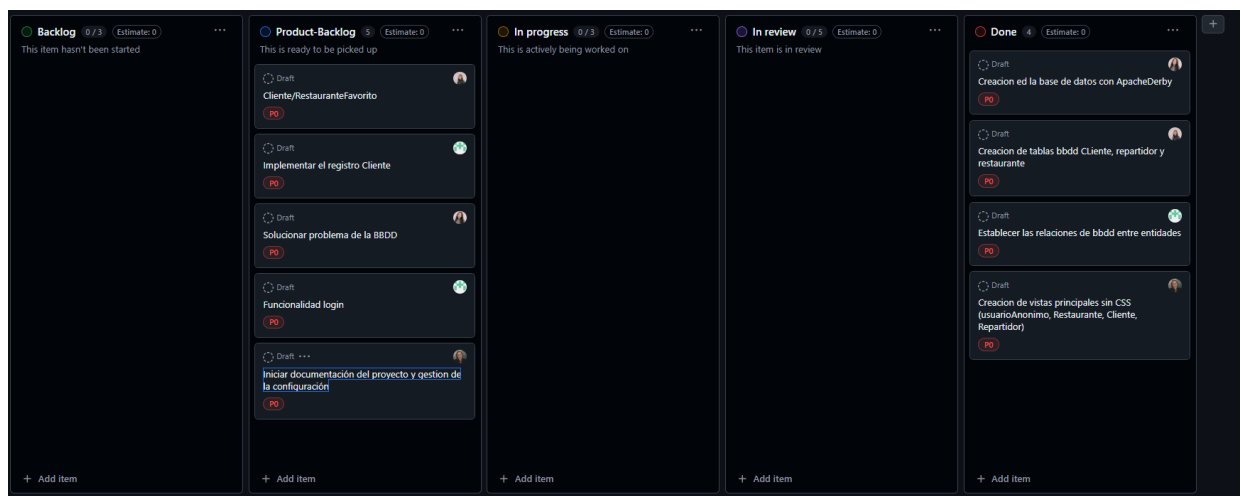 Backlog 0 / 3 Estimate: 0 ...
This item hasn't been started
+ Add item
Product-Backlog 5 Estimate: 0 ...
This is ready to be picked up
Draft
Cliente/RestauranteFavorito
P0
Draft
Implementar el registro Cliente
P0
Draft
Solucionar problema de la BBDD
P0
Draft
Funcionalidad login
P0
Draft ...
Iniciar documentación del proyecto y gestion de
la configuración
P0
+ Add item
In progress 0 / 3 Estimate: 0 ...
This is actively being worked on
+ Add item
In review 0 / 5 Estimate: 0 ...
This item is in review
+ Add item
Done 4 Estimate: 0 ...
Draft
Creacion ed la base de datos con ApacheDerby
P0
Draft
Creacion de tablas bbdd CLiente, repartidor y
restaurante
P0
Draft
Establecer las relaciones de bbdd entre entidades
P0
Draft
Creacion de vistas principales sin CSS
(usuarioAnonimo, Restaurante, Cliente,
Repartidor)
P0
+ Add item
+